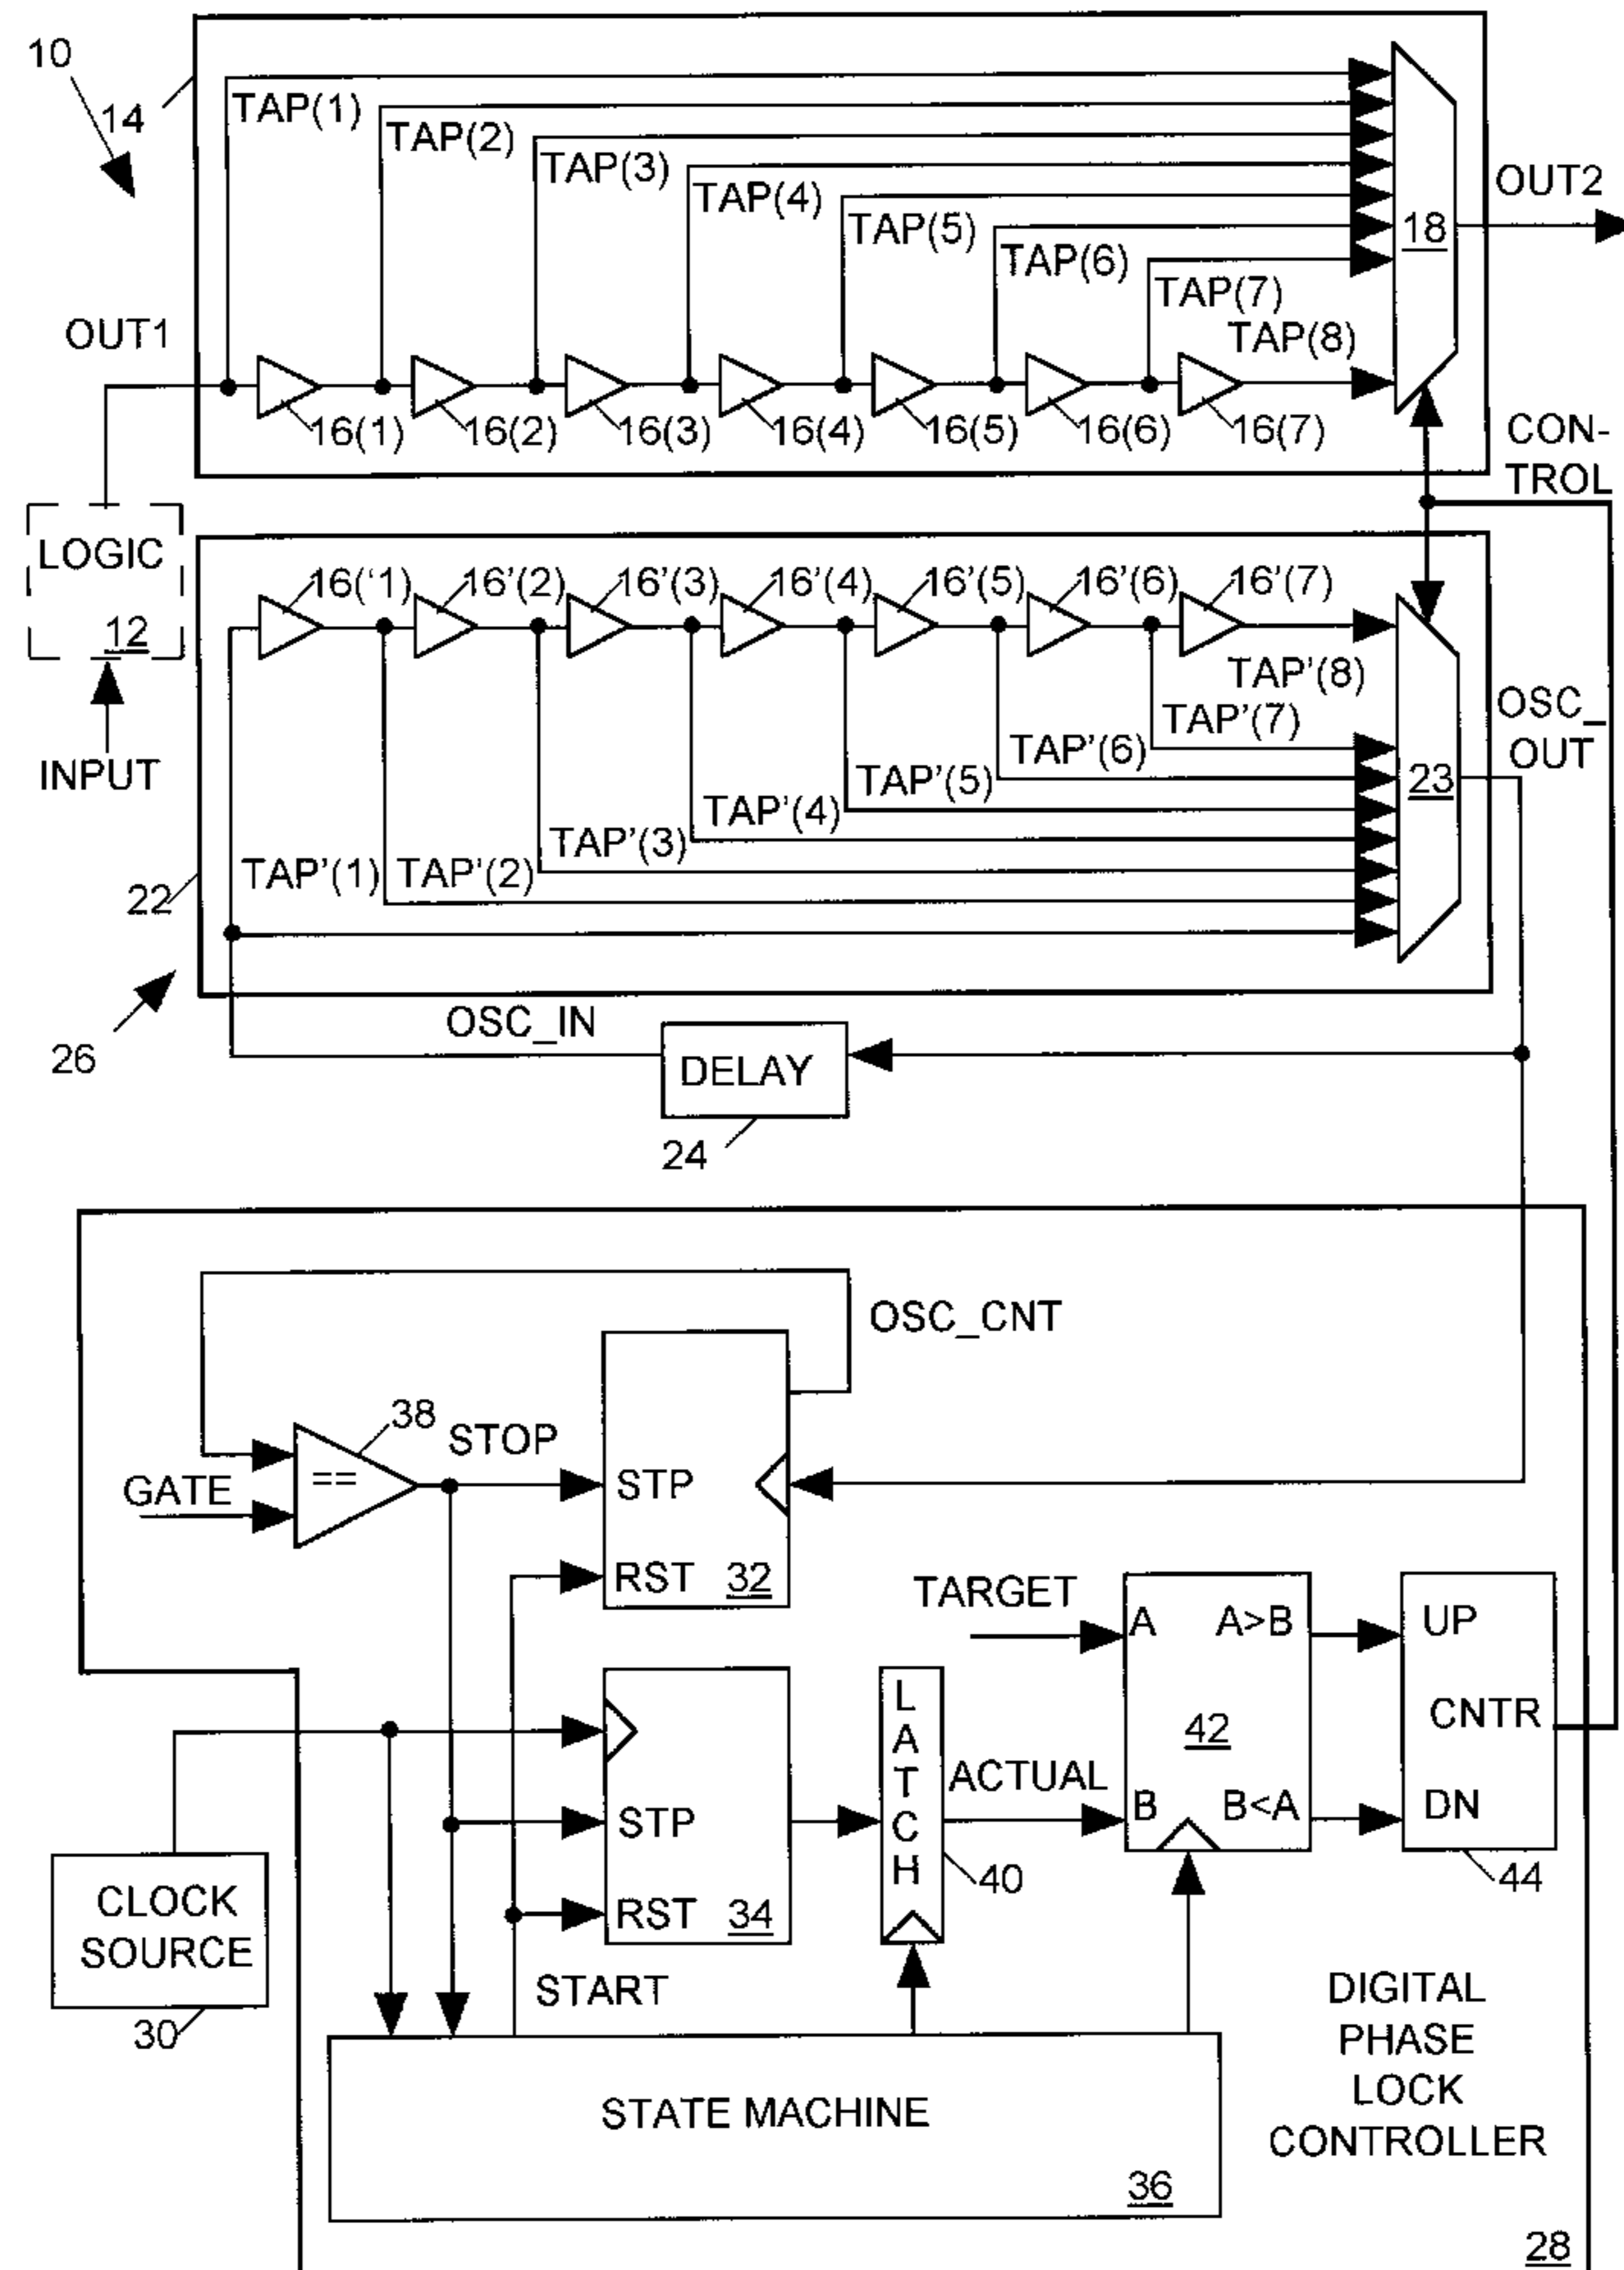 10
14
TAP(1)
TAP(2)
TAP(3)
TAP(4)
TAP(5)
TAP(6)
TAP(7)
TAP(8)
18
OUT2
OUT1
16(1)
16(2)
16(3)
16(4)
16(5)
16(6)
16(7)
CON-
TROL
LOGIC
12
INPUT
16('1)
16'(2)
16'(3)
16'(4)
16'(5)
16'(6)
16'(7)
TAP'(8)
TAP'(7)
TAP'(6)
TAP'(5)
TAP'(4)
TAP'(3)
TAP'(2)
TAP'(1)
23
OSC_
OUT
22
26
OSC_IN
DELAY
24
OSC_CNT
38
STOP
==
GATE
STP
RST
32
TARGET
A
A>B
UP
CNTR
42
B
B<A
DN
44
LATCH
ACTUAL
40
STP
RST
34
CLOCK
SOURCE
30
START
STATE MACHINE
36
DIGITAL
PHASE
LOCK
CONTROLLER
28